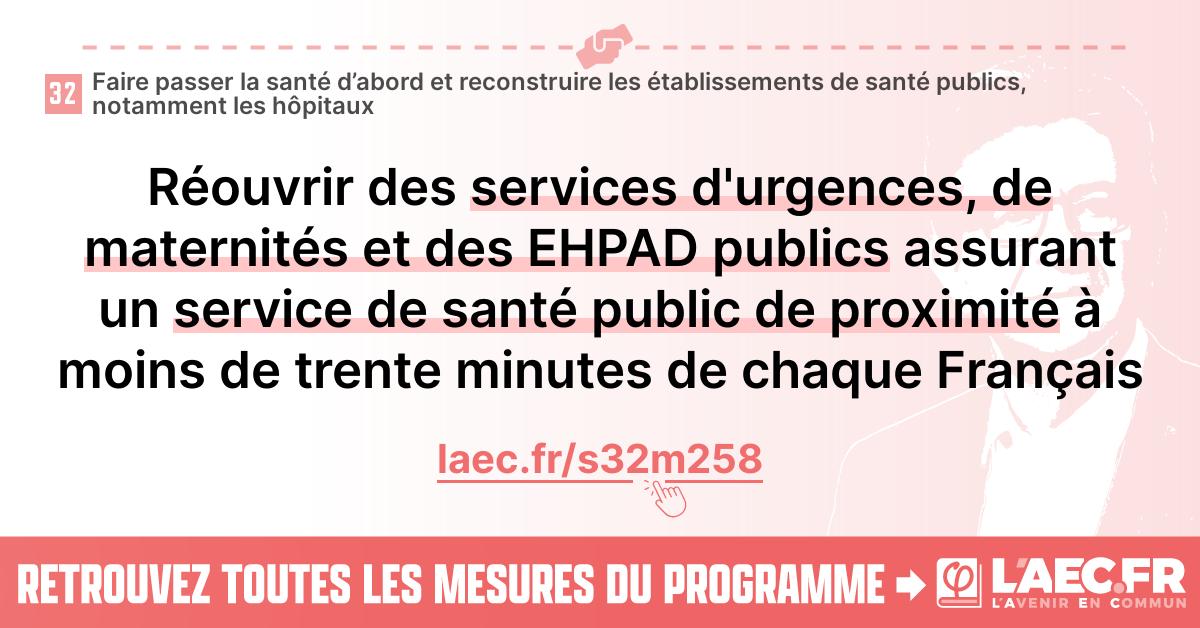 32
Faire passer la santé d’abord et reconstruire les établissements de santé publics,
notamment les hôpitaux
Réouvrir des services d'urgences, de
maternités et des EHPAD publics assurant
un service de santé public de proximité à
moins de trente minutes de chaque Français
laec.fr/s32m258
RETROUVEZ TOUTES LES MESURES DU PROGRAMME
φ
L'AEC.FR
L'AVENIR EN COMMUN